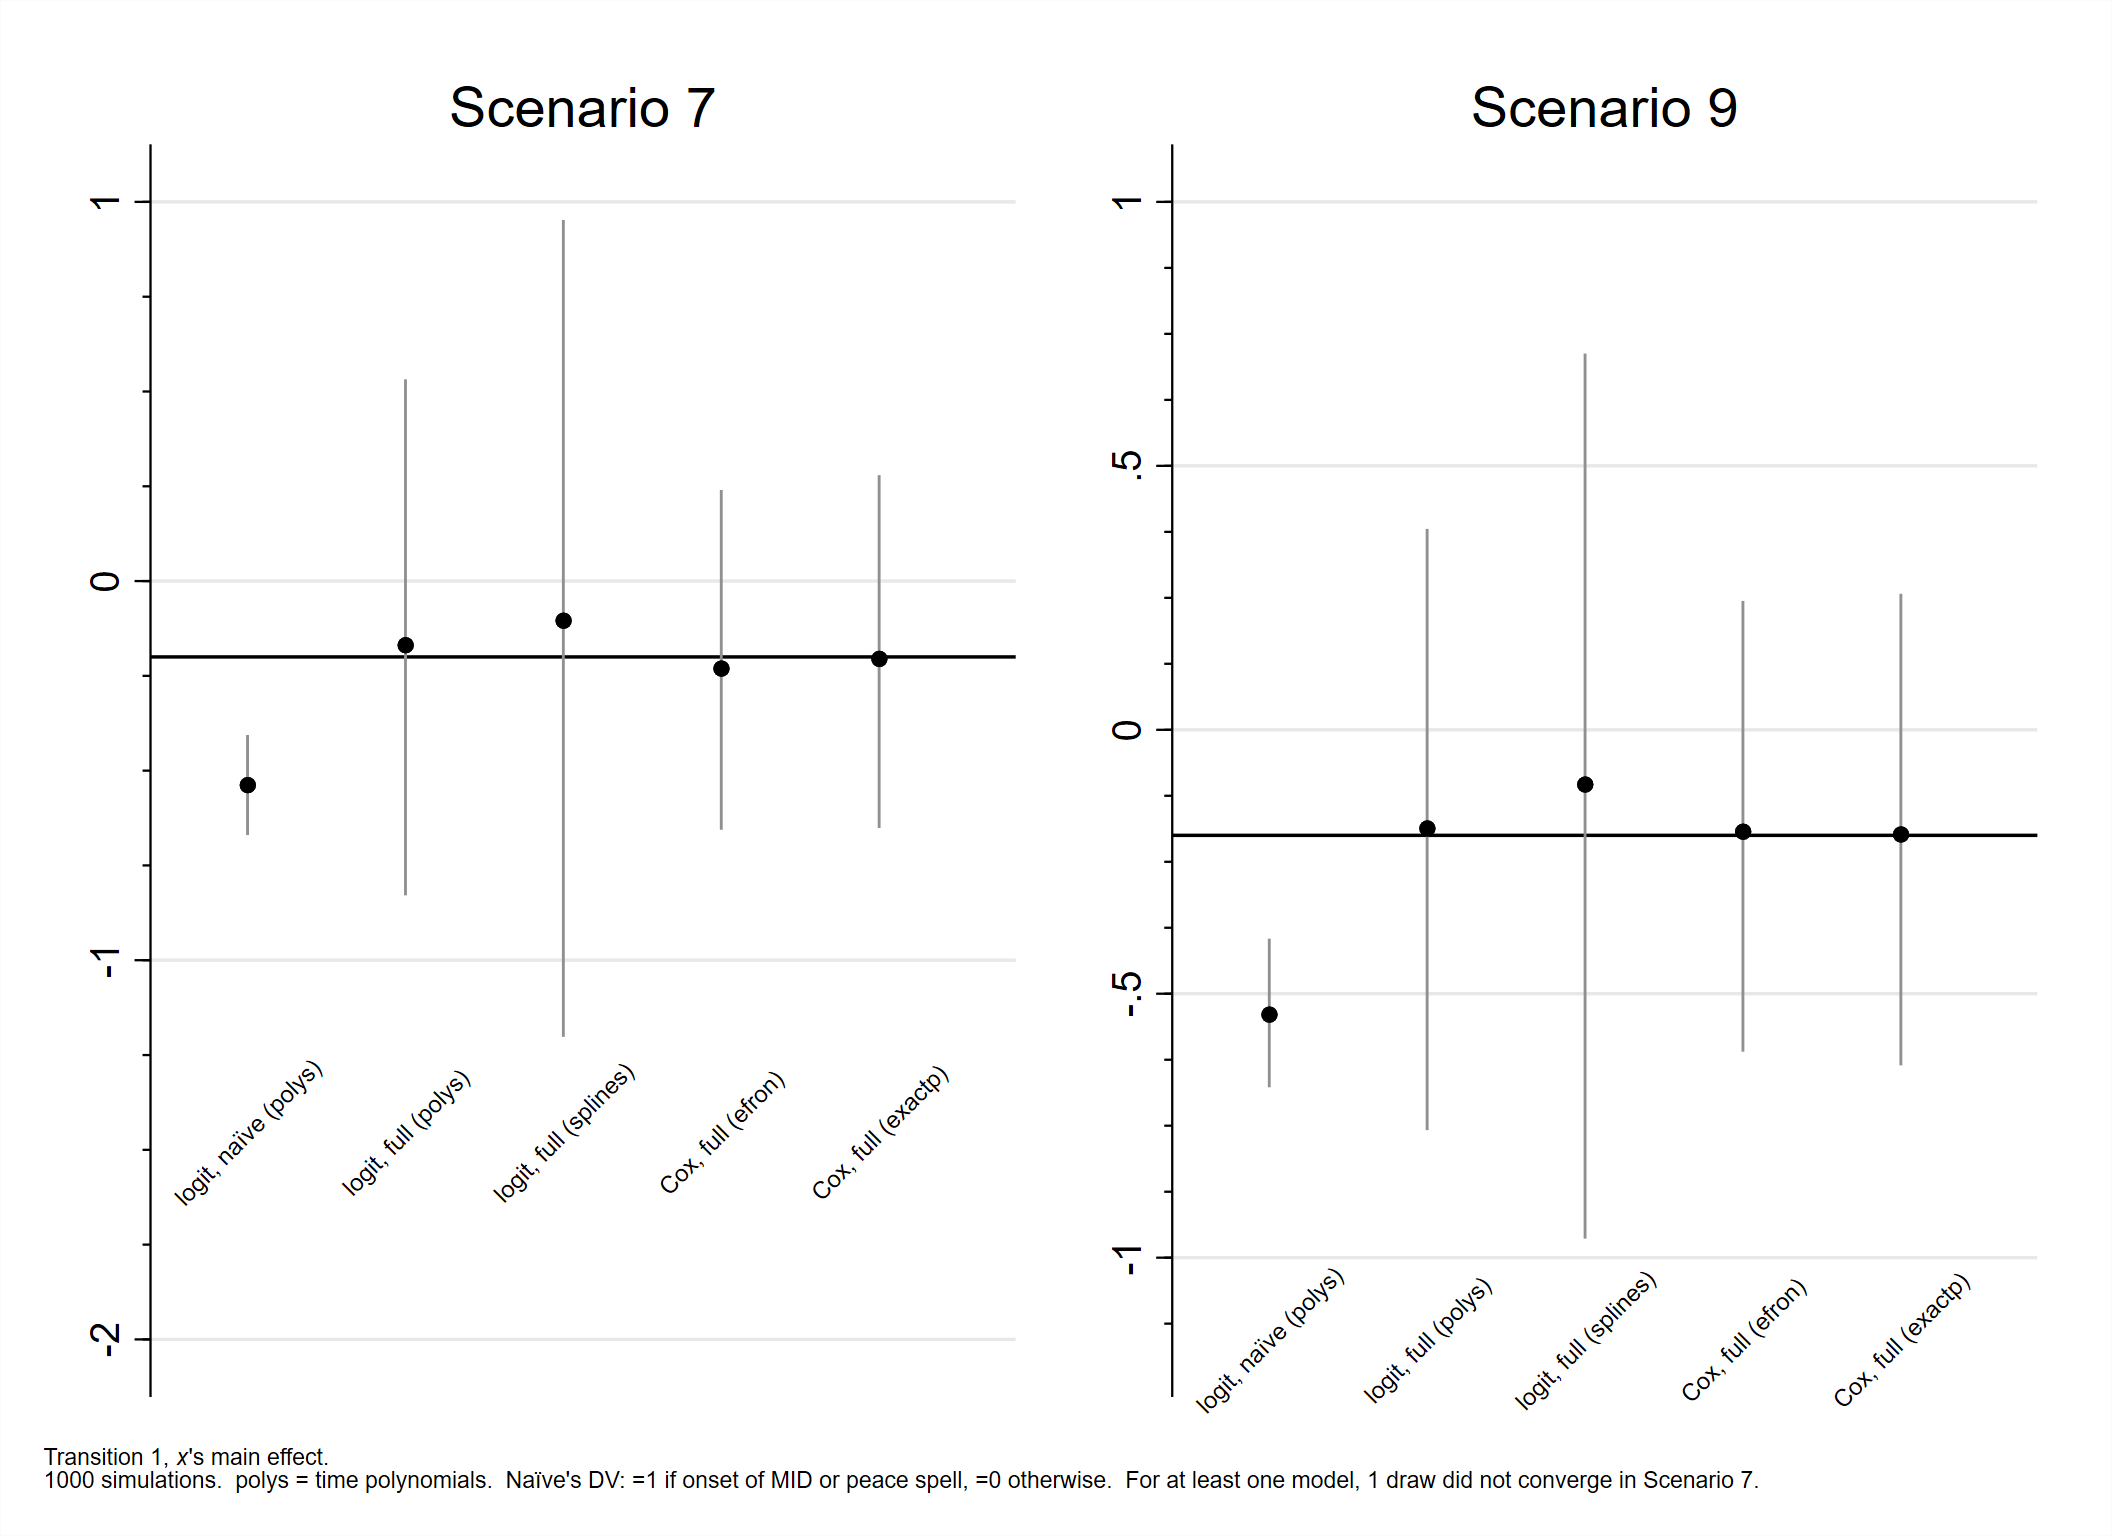 Scenario 7
1
0
-1
-2
logit, naïve (polys)
logit, full (polys)
logit, full (splines)
Cox, full (efron)
Cox, full (exactp)
Scenario 9
1
.5
0
-.5
-1
logit, naïve (polys)
logit, full (polys)
logit, full (splines)
Cox, full (efron)
Cox, full (exactp)
Transition 1, x's main effect.
1000 simulations.  polys = time polynomials.  Naïve's DV: =1 if onset of MID or peace spell, =0 otherwise.  For at least one model, 1 draw did not converge in Scenario 7.